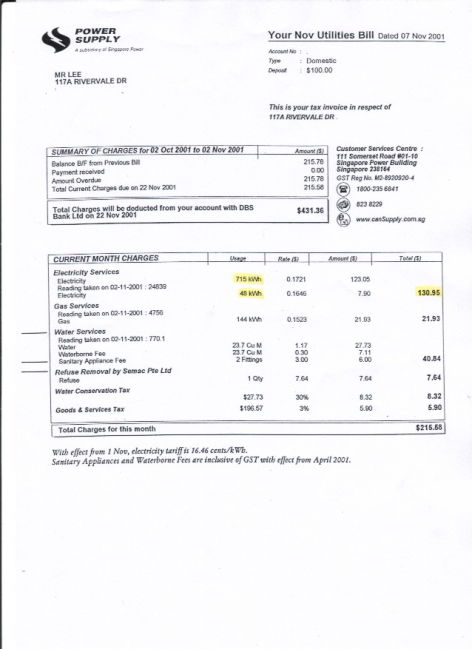 POWER
SUPPLY
A subsidiary of Singapore Power
Your Nov Utilities Bill Dated 07 Nov 2001
Account No : .
Type : Domestic
Deposit : $100.00
MR LEE
117A RIVERVALE DR
This is your tax invoice in respect of
117A RIVERVALE DR .
SUMMARY OF CHARGES for 02 Oct 2001 to 02 Nov 2001 Amount ($)
Balance B/F from Previous Bill 215.78
Payment received 0.00
Amount Overdue 215.78
Total Current Charges due on 22 Nov 2001 215.58
Total Charges will be deducted from your account with DBS
Bank Ltd on 22 Nov 2001 $431.36
Customer Services Centre :
111 Somerset Road #01-10
Singapore Power Building
Singapore 238164
GST Reg No. M2-8920920-4
1800-235 6841
823 8229
www.canSupply.com.sg
CURRENT MONTH CHARGES Usage Rate ($) Amount ($) Total ($)
Electricity Services
Electricity 715 kWh 0.1721 123.05
Reading taken on 02-11-2001 : 24839
Electricity 48 kWh 0.1646 7.90 130.95
Gas Services
Reading taken on 02-11-2001 : 4756
Gas 144 kWh 0.1523 21.93 21.93
Water Services
Reading taken on 02-11-2001 : 770.1
Water 23.7 Cu M 1.17 27.73
Waterborne Fee 23.7 Cu M 0.30 7.11
Sanitary Appliance Fee 2 Fittings 3.00 6.00 40.84
Refuse Removal by Semac Pte Ltd
Refuse 1 Qty 7.64 7.64 7.64
Water Conservation Tax
$27.73 30% 8.32 8.32
Goods & Services Tax $196.57 3% 5.90 5.90
Total Charges for this month $215.58
With effect from 1 Nov, electricity tariff is 16.46 cents/kWh.
Sanitary Appliances and Waterborne Fees are inclusive of GST with effect from April 2001.